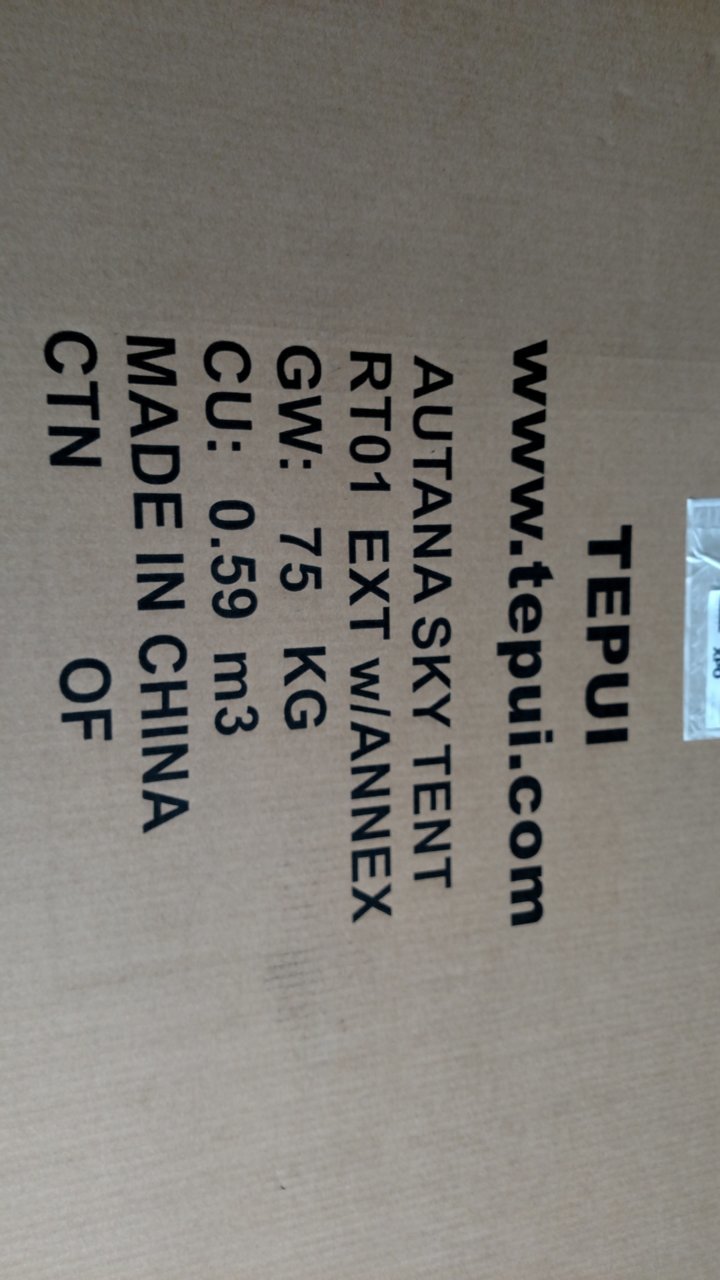 TEPUI
www.tepui.com
AUTANA SKY TENT
RT01 EXT w/ANNEX
GW: 75 KG
CU: 0.59 m3
MADE IN CHINA
CTN OF